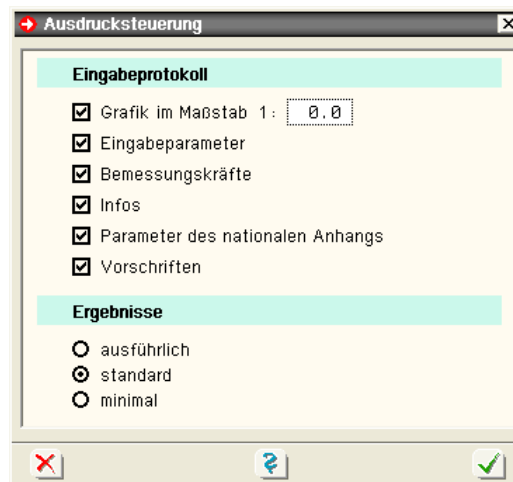 Ausdrucksteuerung
Eingabeprotokoll
Grafik im Maßstab 1: 0.0
Eingabeparameter
Bemessungskräfte
Infos
Parameter des nationalen Anhangs
Vorschriften
Ergebnisse
ausführlich
standard
minimal